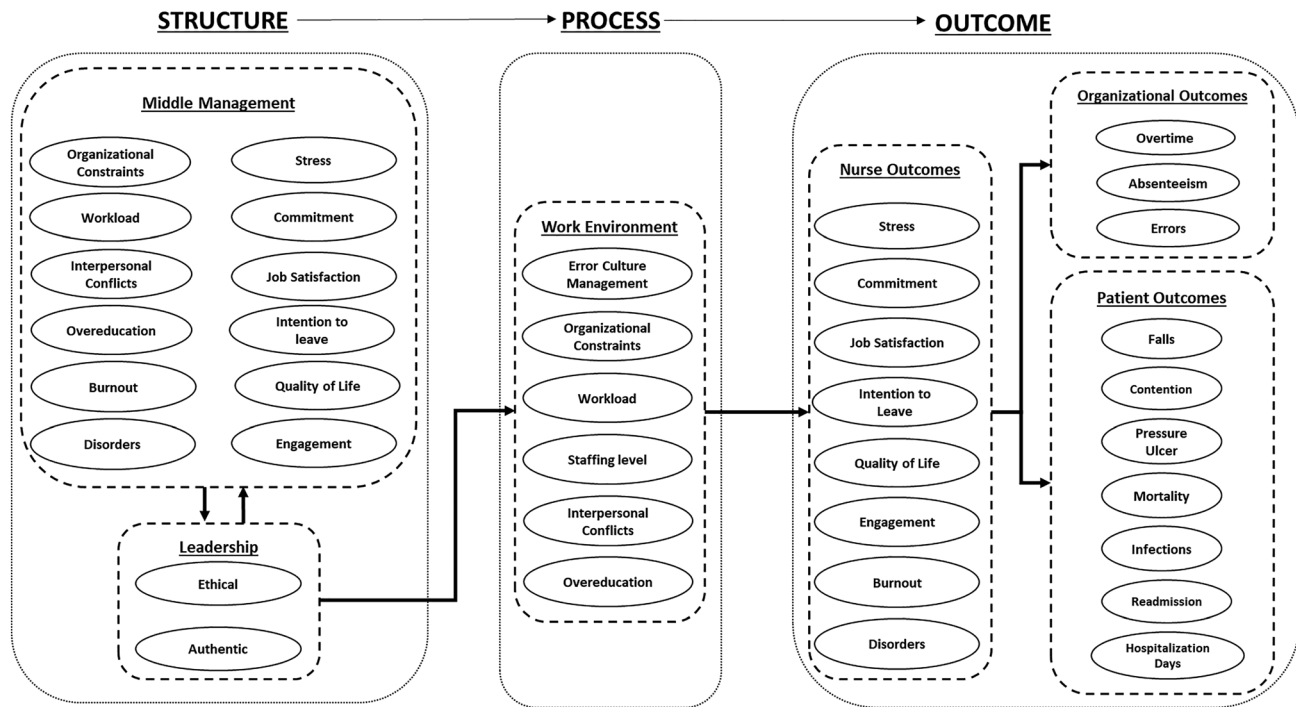 STRUCTURE
PROCESS
OUTCOME
Middle Management
Organizational
Constraints
Workload
Interpersonal
Conflicts
Overeducation
Burnout
Disorders
Stress
Commitment
Job Satisfaction
Intention to
leave
Quality of Life
Engagement
Leadership
Ethical
Authentic
Work Environment
Error Culture
Management
Organizational
Constraints
Workload
Staffing level
Interpersonal
Conflicts
Overeducation
Nurse Outcomes
Stress
Commitment
Job Satisfaction
Intention to
Leave
Quality of Life
Engagement
Burnout
Disorders
Organizational Outcomes
Overtime
Absenteeism
Errors
Patient Outcomes
Falls
Contention
Pressure
Ulcer
Mortality
Infections
Readmission
Hospitalization
Days